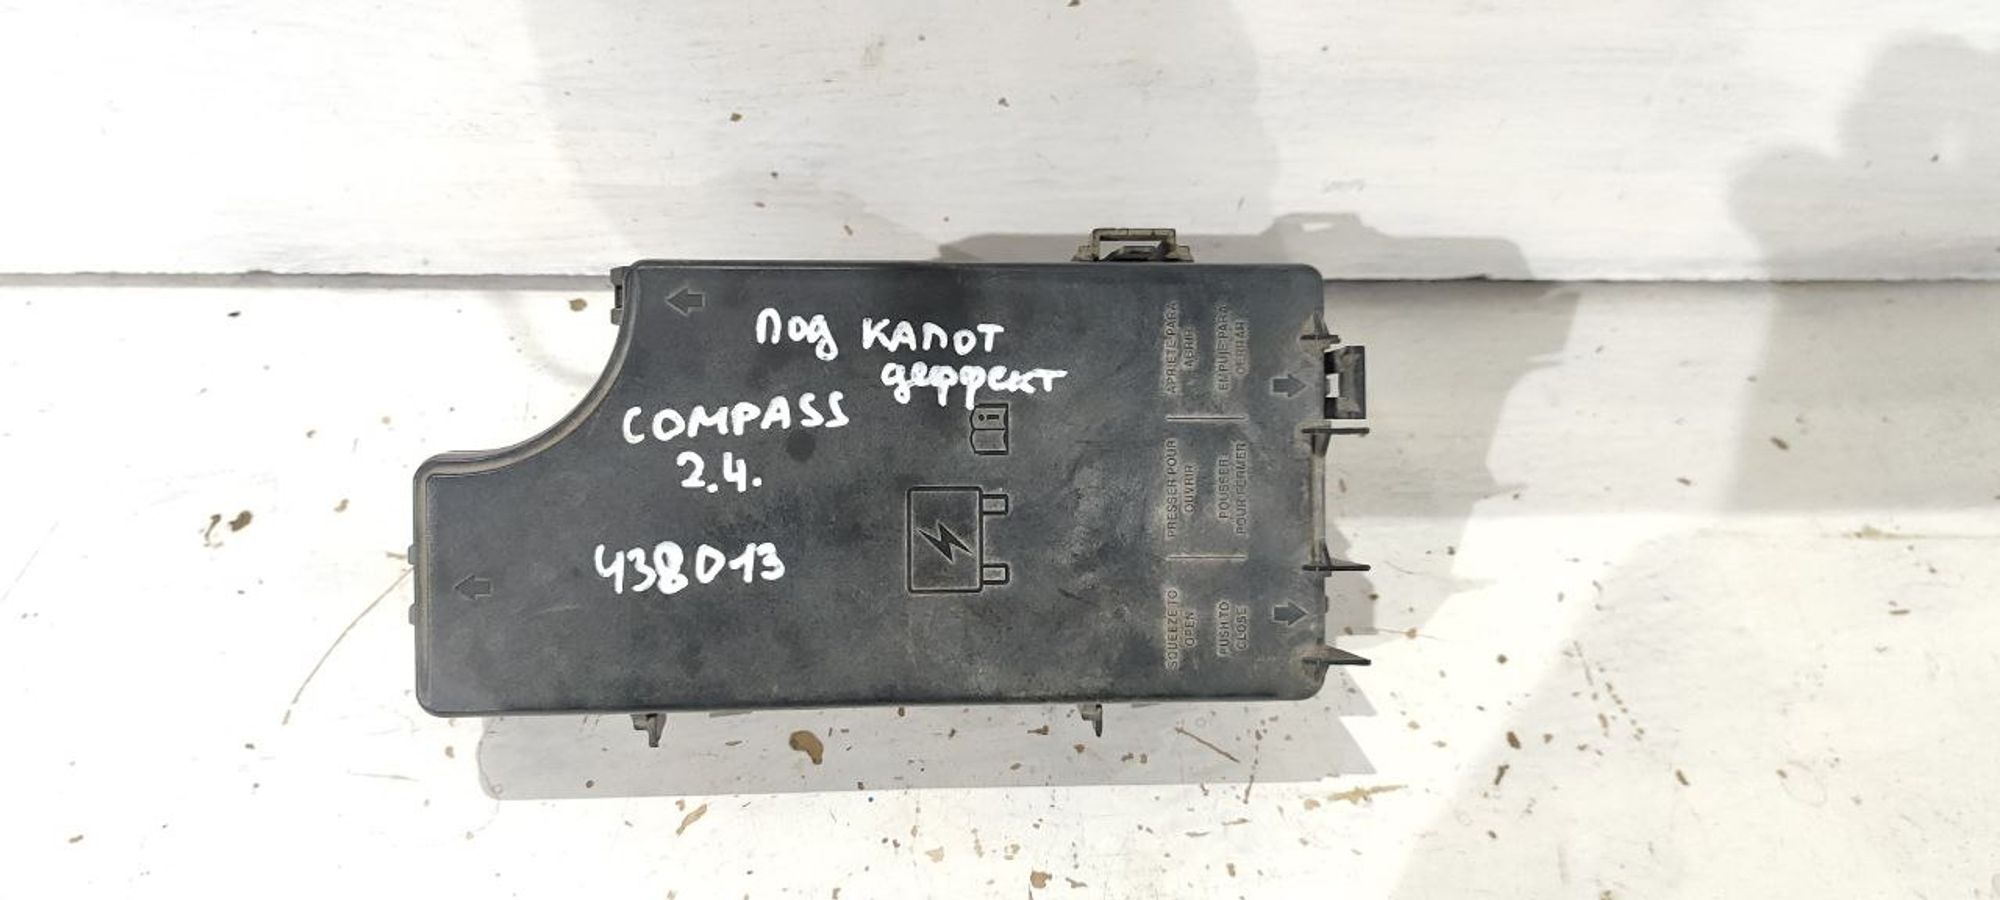 под КАПОТ
деффект
COMPASS
2.4.
438013
APRIETE PARA
ABRIR
EMPUJE PARA
CERRAR
PRESSER POUR
OUVRIR
POUSSER
POUR FERMER
SQUEEZE TO
OPEN
PUSH TO
CLOSE